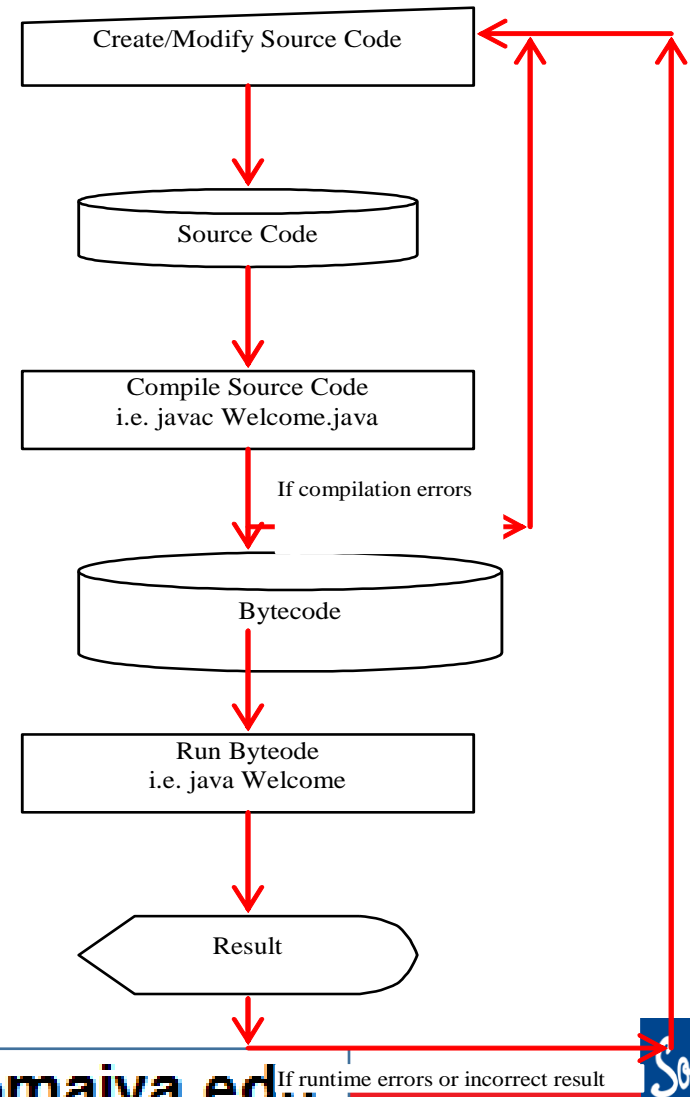 Create/Modify Source Code
Source Code
Compile Source Code
i.e. javac Welcome.java
If compilation errors
Bytecode
Run Byteode
i.e. java Welcome
Result
If runtime errors or incorrect result